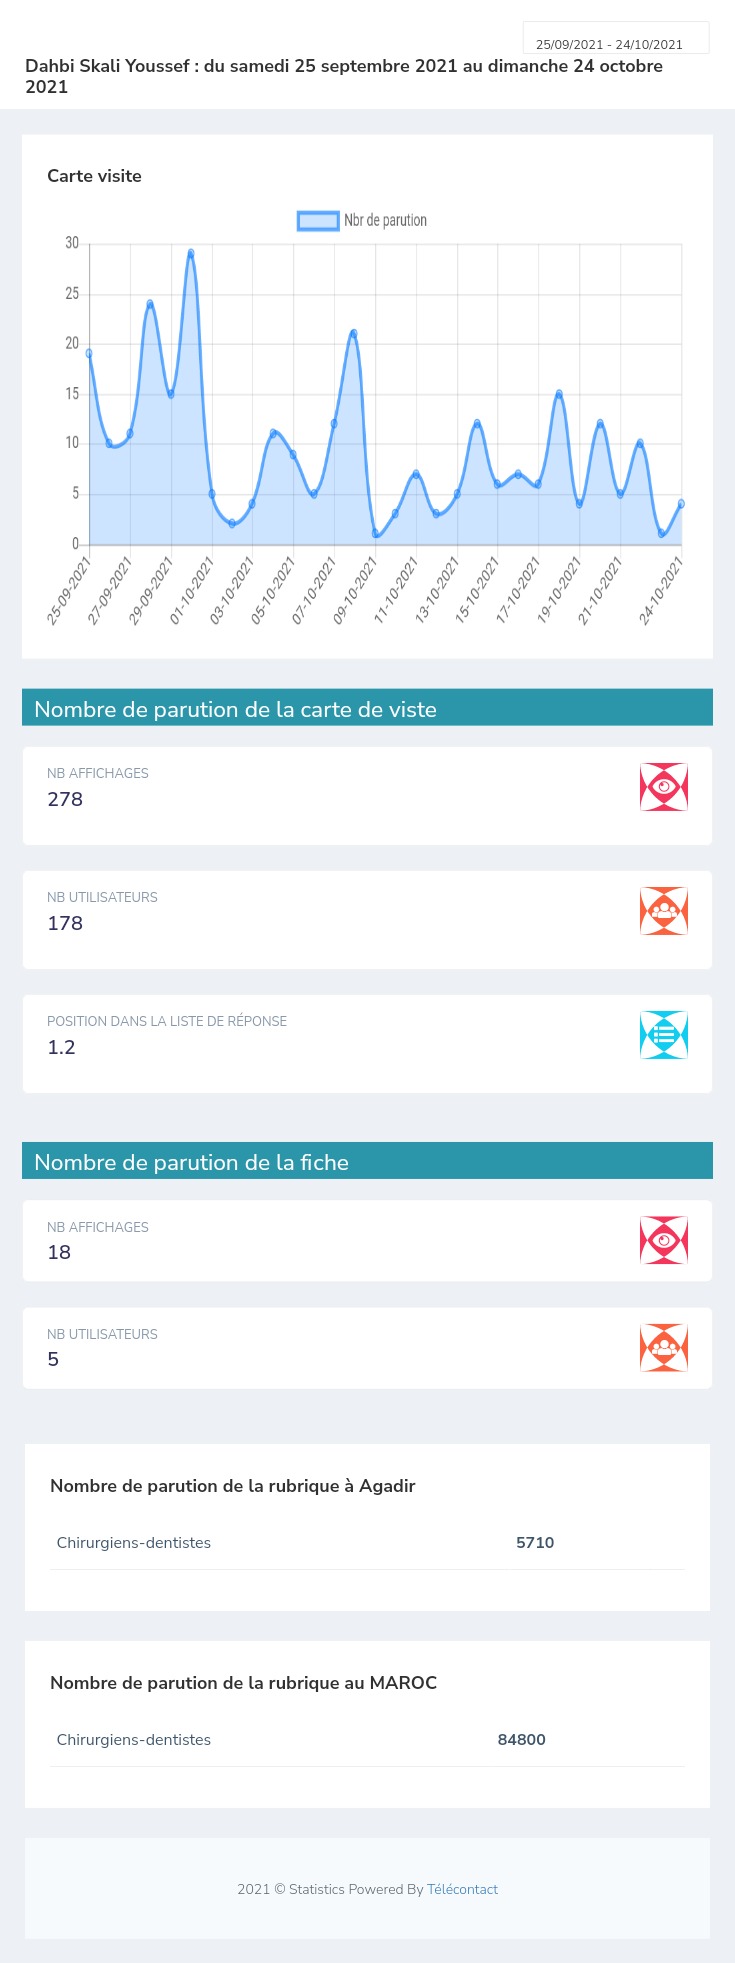 25/09/2021 - 24/10/2021
Dahbi Skali Youssef : du samedi 25 septembre 2021 au dimanche 24 octobre
2021
Carte visite
Nbr de parution
30
25
20
15
10
5
0
25-09-2021 27-09-2021 29-09-2021 01-10-2021 03-10-2021 05-10-2021 07-10-2021 09-10-2021 11-10-2021 13-10-2021 15-10-2021 17-10-2021 19-10-2021 21-10-2021 24-10-2021
Nombre de parution de la carte de viste
NB AFFICHAGES
278
NB UTILISATEURS
178
POSITION DANS LA LISTE DE RÉPONSE
1.2
Nombre de parution de la fiche
NB AFFICHAGES
18
NB UTILISATEURS
5
Nombre de parution de la rubrique à Agadir
Chirurgiens-dentistes 5710
Nombre de parution de la rubrique au MAROC
Chirurgiens-dentistes 84800
2021 © Statistics Powered By Télécontact